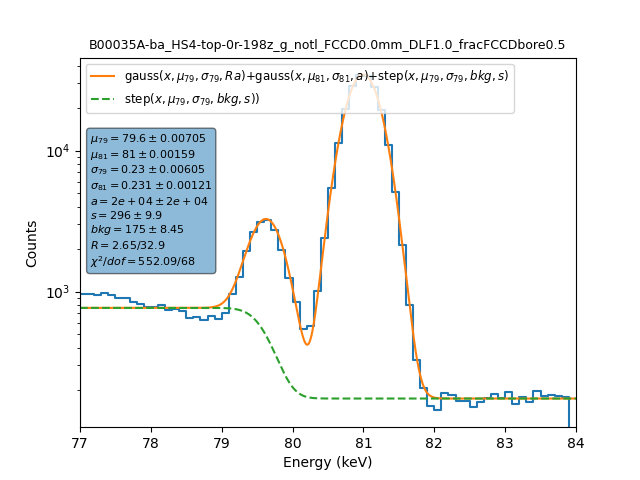 B00035A-ba_HS4-top-0r-198z_g_notl_FCCD0.0mm_DLF1.0_fracFCCDbore0.5
gauss(x, μ₇₉, σ₇₉, Ra)+gauss(x, μ₈₁, σ₈₁, a)+step(x, μ₇₉, σ₇₉, bkg, s)
step(x, μ₇₉, σ₇₉, bkg, s))
μ₇₉ = 79.6 ± 0.00705
μ₈₁ = 81 ± 0.00159
σ₇₉ = 0.23 ± 0.00605
σ₈₁ = 0.231 ± 0.00121
a = 2e + 04 ± 2e + 04
s = 296 ± 9.9
bkg = 175 ± 8.45
R = 2.65/32.9
χ²/dof = 552.09/68
10⁴
10³
Counts
77 78 79 80 81 82 83 84
Energy (keV)